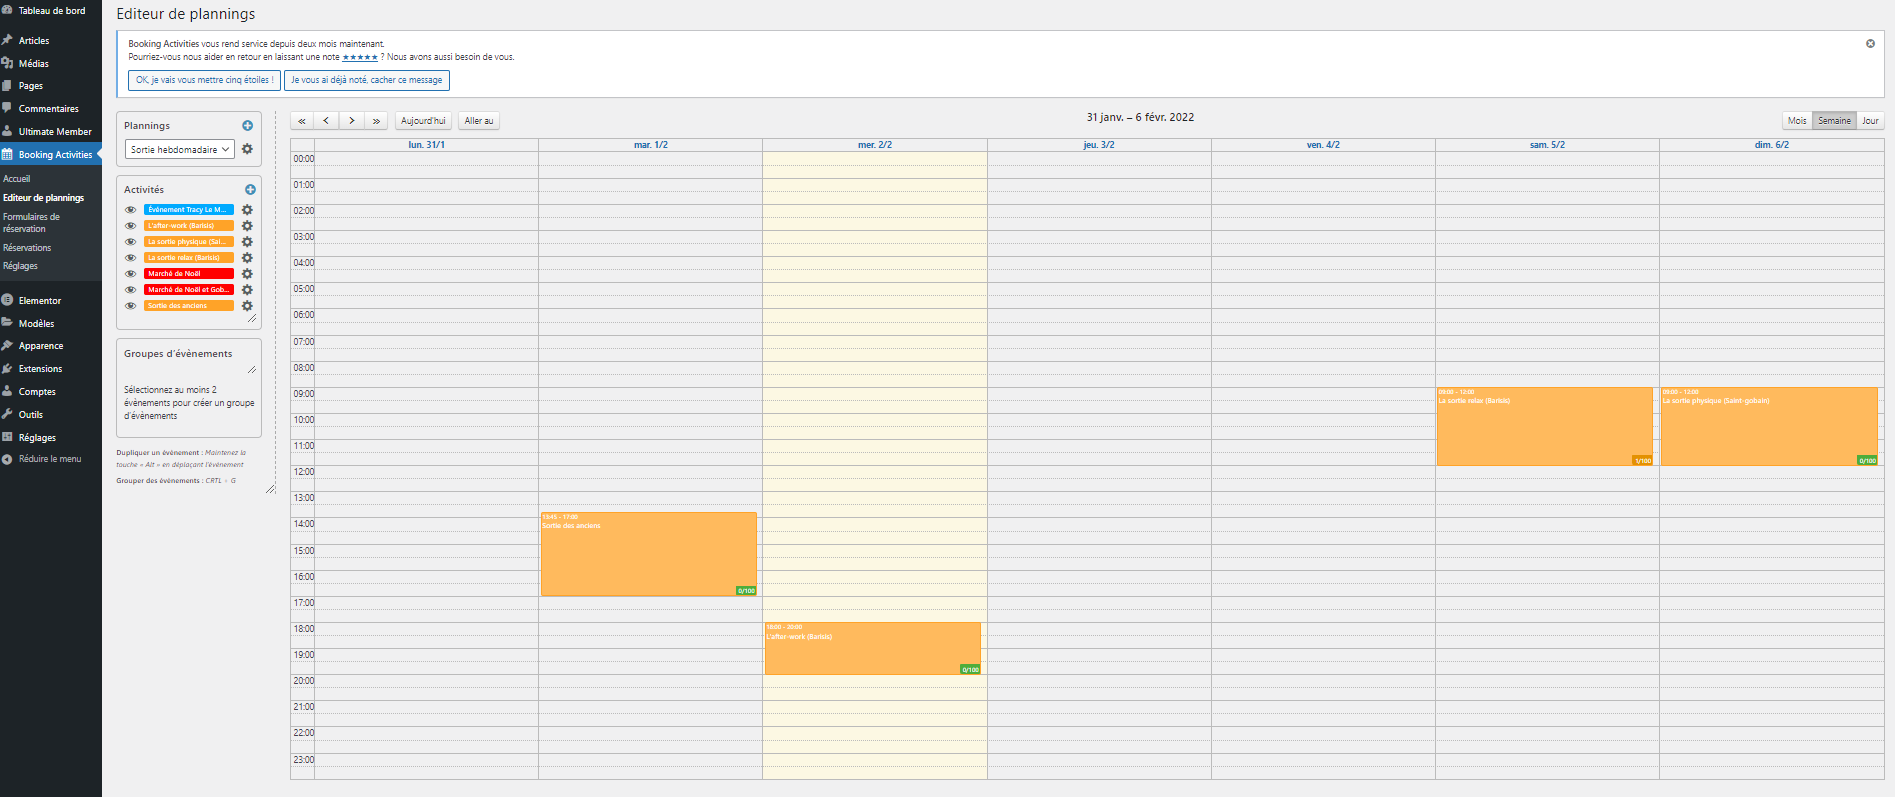 Tableau de bord
Articles
Médias
Pages
Commentaires
Ultimate Member
Booking Activities
Accueil
Editeur de plannings
Formulaires de
réservation
Réservations
Réglages
Elementor
Modèles
Apparence
Extensions
Comptes
Outils
Réglages
Réduire le menu
Editeur de plannings
Booking Activities vous rend service depuis deux mois maintenant.
Pourriez-vous nous aider en retour en laissant une note ★★★★★ ? Nous avons aussi besoin de vous.
OK, je vais vous mettre cinq étoiles !
Je vous ai déjà noté, cacher ce message
Plannings
Sortie hebdomadaire
Activités
Évènement Tracy Le M...
L'after-work (Barisis)
La sortie physique (Sai...
La sortie relax (Barisis)
Marché de Noël
Marché de Noël et Gob...
Sortie des anciens
Groupes d'évènements
Sélectionnez au moins 2
évènements pour créer un groupe
d'évènements
Dupliquer un évènement : Maintenez la
touche « Alt » en déplaçant l'évènement
Grouper des évènements : CRTL + G
« < > » Aujourd'hui Aller au
31 janv. – 6 févr. 2022
Mois Semaine Jour
lun. 31/1 mar. 1/2 mer. 2/2 jeu. 3/2 ven. 4/2 sam. 5/2 dim. 6/2
00:00
01:00
02:00
03:00
04:00
05:00
06:00
07:00
08:00
09:00
10:00
11:00
12:00
13:00
14:00
15:00
16:00
17:00
18:00
19:00
20:00
21:00
22:00
23:00
13:45 - 17:00
Sortie des anciens
0/100
18:00 - 20:00
L'after-work (Barisis)
0/100
09:00 - 12:00
La sortie relax (Barisis)
1/100
09:00 - 12:00
La sortie physique (Saint-gobain)
0/100